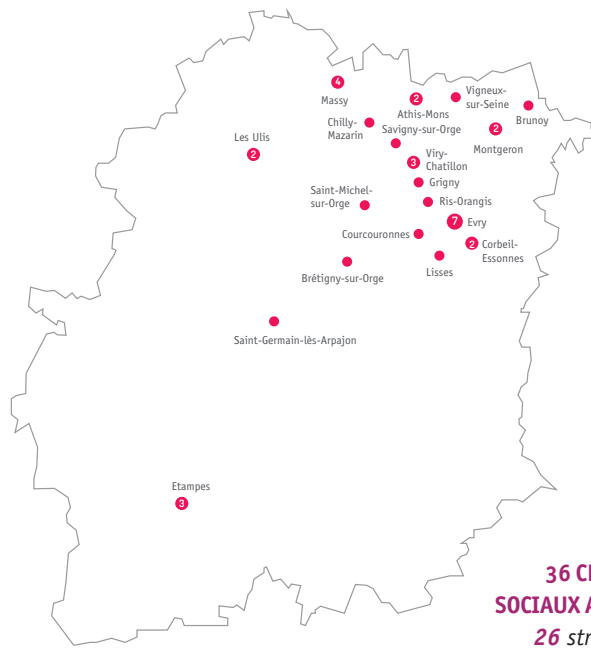 4
Massy
2
Athis-Mons
Vigneux-
sur-Seine
Brunoy
2
Montgeron
Chilly-
Mazarin
Savigny-sur-Orge
Les Ulis
2
3
Viry-
Chatillon
Grigny
Saint-Michel-
sur-Orge
Ris-Orangis
7
Evry
Courcouronnes
2
Corbeil-
Essonnes
Lisses
Brétigny-sur-Orge
Saint-Germain-lès-Arpajon
Etampes
3
36 C
SOCIAUX A
26 str